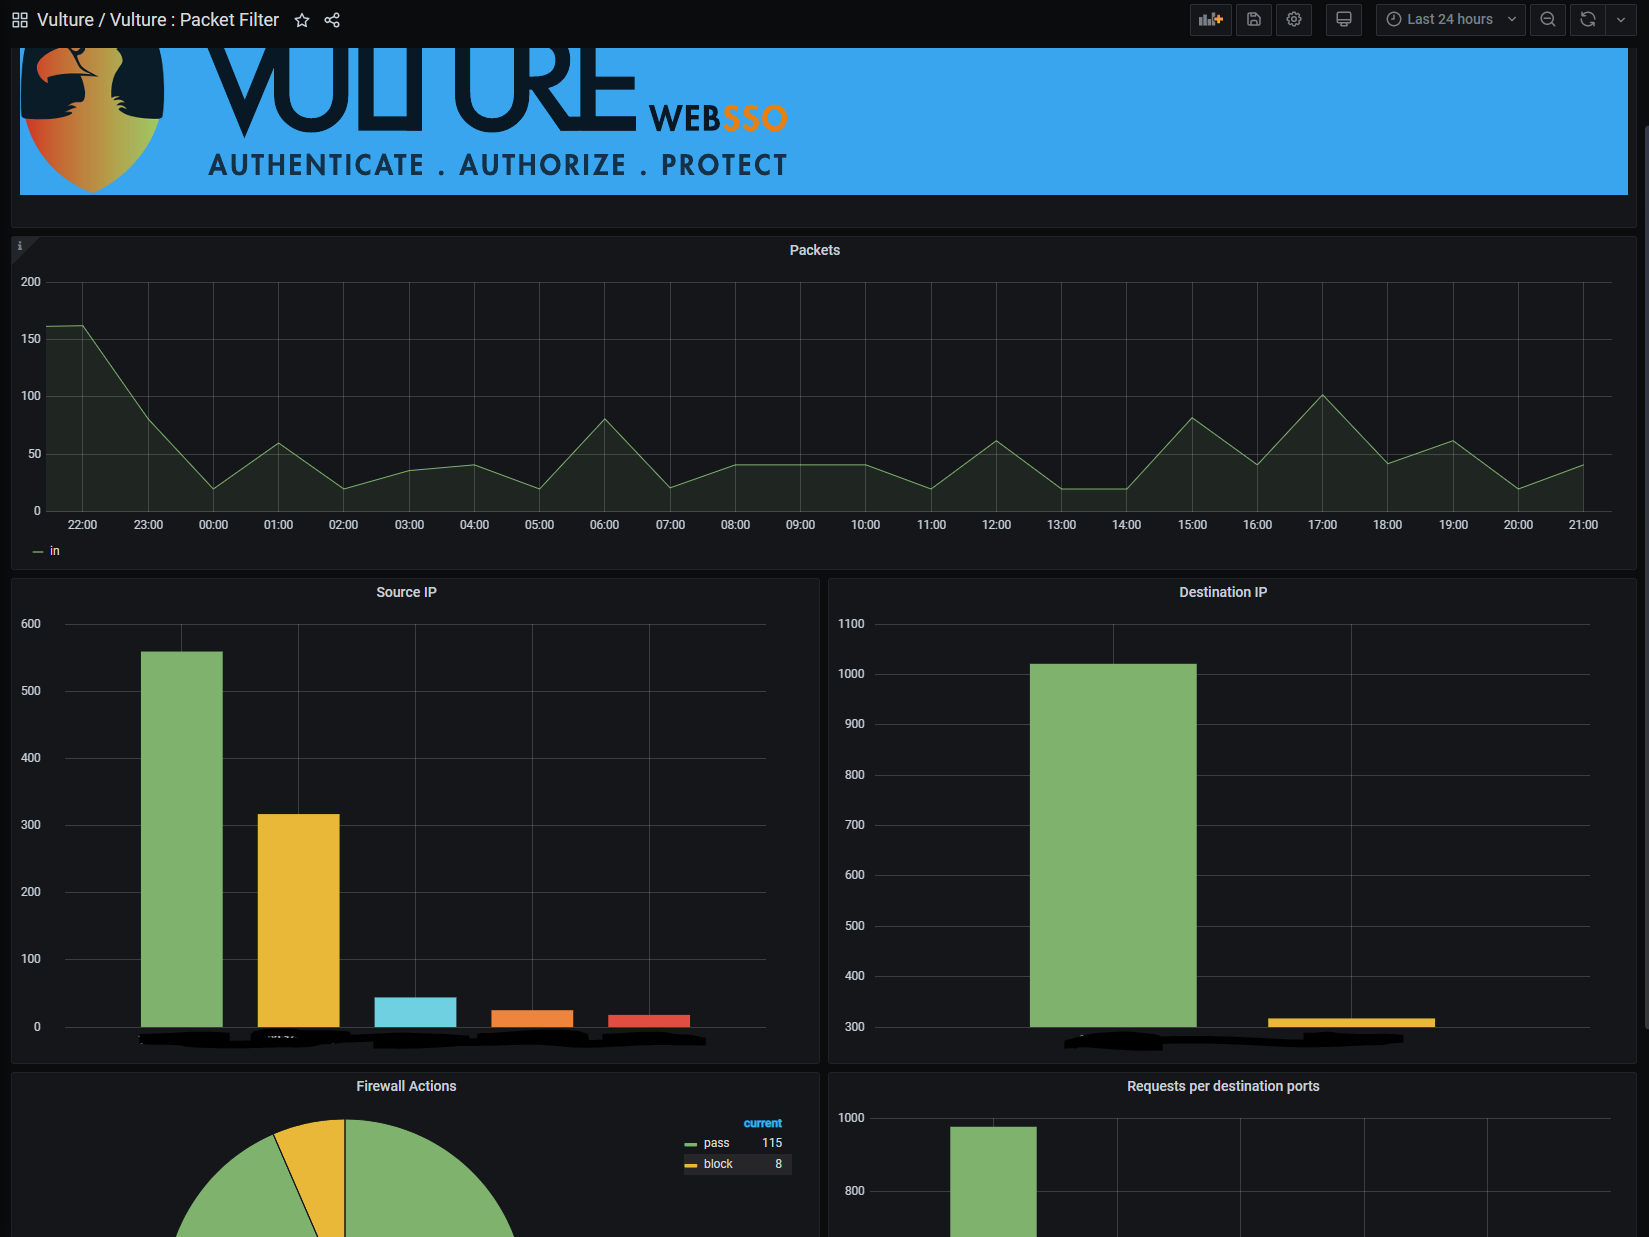 Vulture / Vulture : Packet Filter
Last 24 hours
VULTURE WEBSSO
AUTHENTICATE . AUTHORIZE . PROTECT
i
Packets
200
150
100
50
0
22:00 23:00 00:00 01:00 02:00 03:00 04:00 05:00 06:00 07:00 08:00 09:00 10:00 11:00 12:00 13:00 14:00 15:00 16:00 17:00 18:00 19:00 20:00 21:00
in
Source IP
600
500
400
300
200
100
0
Destination IP
1100
1000
900
800
700
600
500
400
300
Firewall Actions
current
pass 115
block 8
Requests per destination ports
1000
800